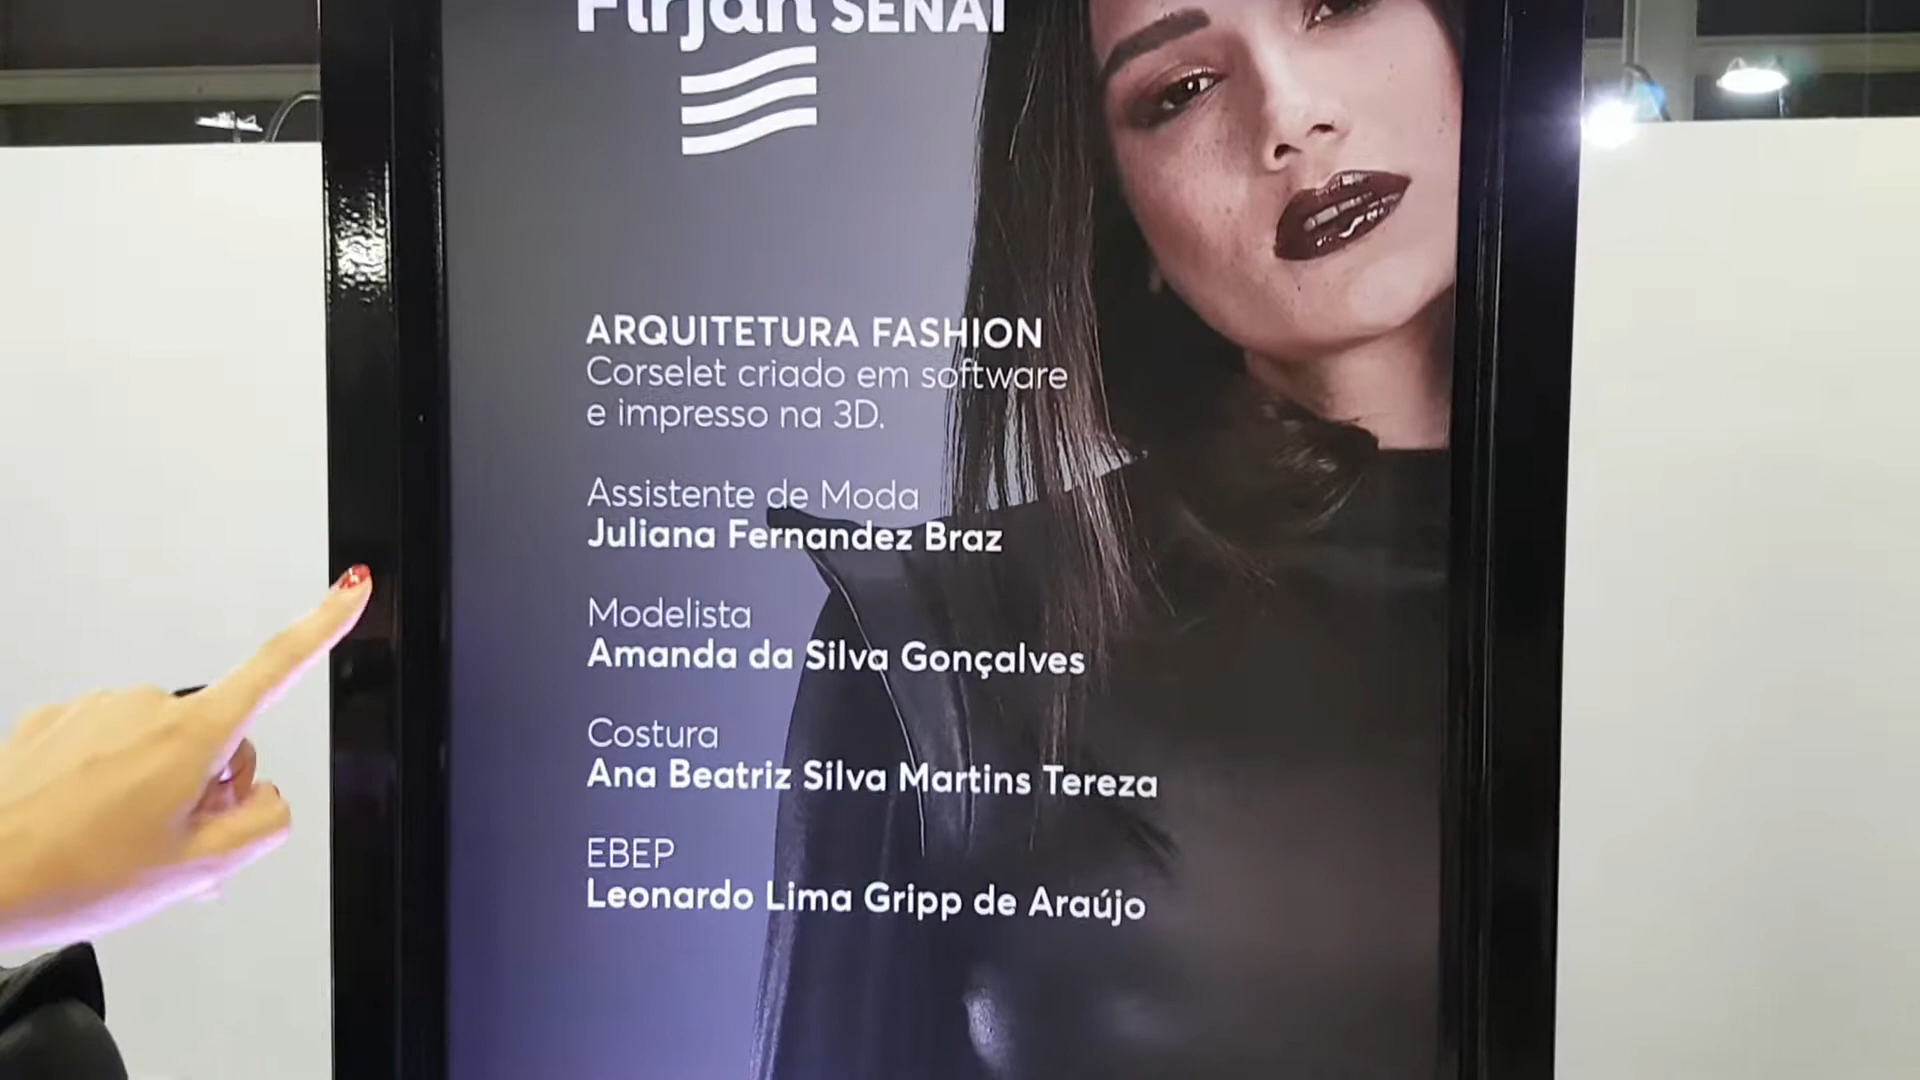 Firjan SENAI
ARQUITETURA FASHION
Corselet criado em software
e impresso na 3D.
Assistente de Moda
Juliana Fernandez Braz
Modelista
Amanda da Silva Gonçalves
Costura
Ana Beatriz Silva Martins Tereza
EBEP
Leonardo Lima Gripp de Araújo